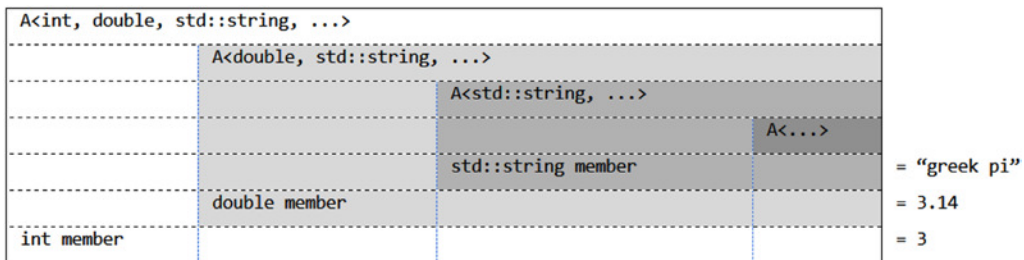 A<int, double, std::string, ...>
A<double, std::string, ...>
A<std::string, ...>
A<...>
std::string member = “greek pi”
double member = 3.14
int member = 3